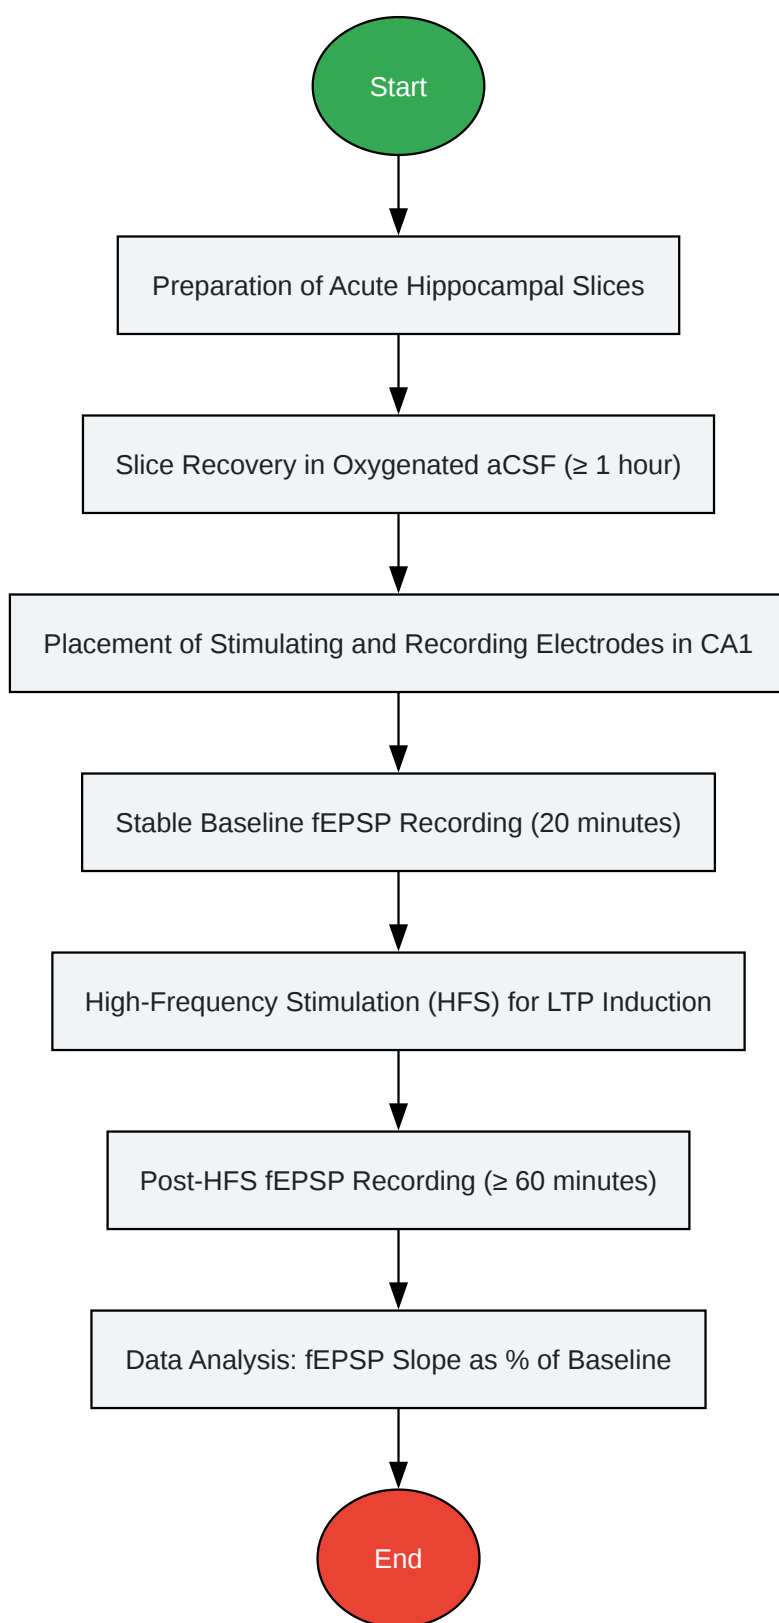 Start
Preparation of Acute Hippocampal Slices
Slice Recovery in Oxygenated aCSF (≥ 1 hour)
Placement of Stimulating and Recording Electrodes in CA1
Stable Baseline fEPSP Recording (20 minutes)
High-Frequency Stimulation (HFS) for LTP Induction
Post-HFS fEPSP Recording (≥ 60 minutes)
Data Analysis: fEPSP Slope as % of Baseline
End